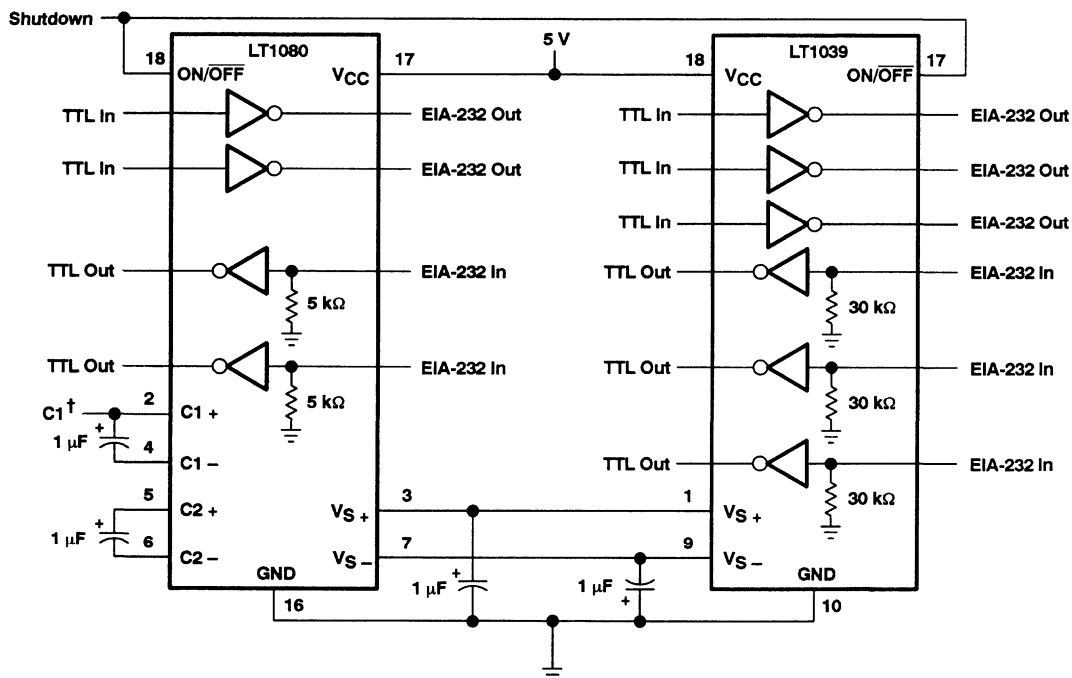 Shutdown
LT1080
5 V
LT1039
18
17
18
17
ON/OFF
VCC
VCC
ON/OFF
TTL In
EIA-232 Out
TTL In
EIA-232 Out
TTL In
EIA-232 Out
TTL In
EIA-232 Out
TTL In
EIA-232 Out
TTL Out
EIA-232 In
TTL Out
EIA-232 In
5 kΩ
30 kΩ
TTL Out
EIA-232 In
TTL Out
EIA-232 In
5 kΩ
30 kΩ
C1†
2
C1 +
+
1 μF
4
C1 −
TTL Out
EIA-232 In
30 kΩ
5
C2 +
3
VS +
1
VS +
+
1 μF
6
C2 −
7
VS −
9
VS −
GND
GND
1 μF
+
1 μF
+
16
10